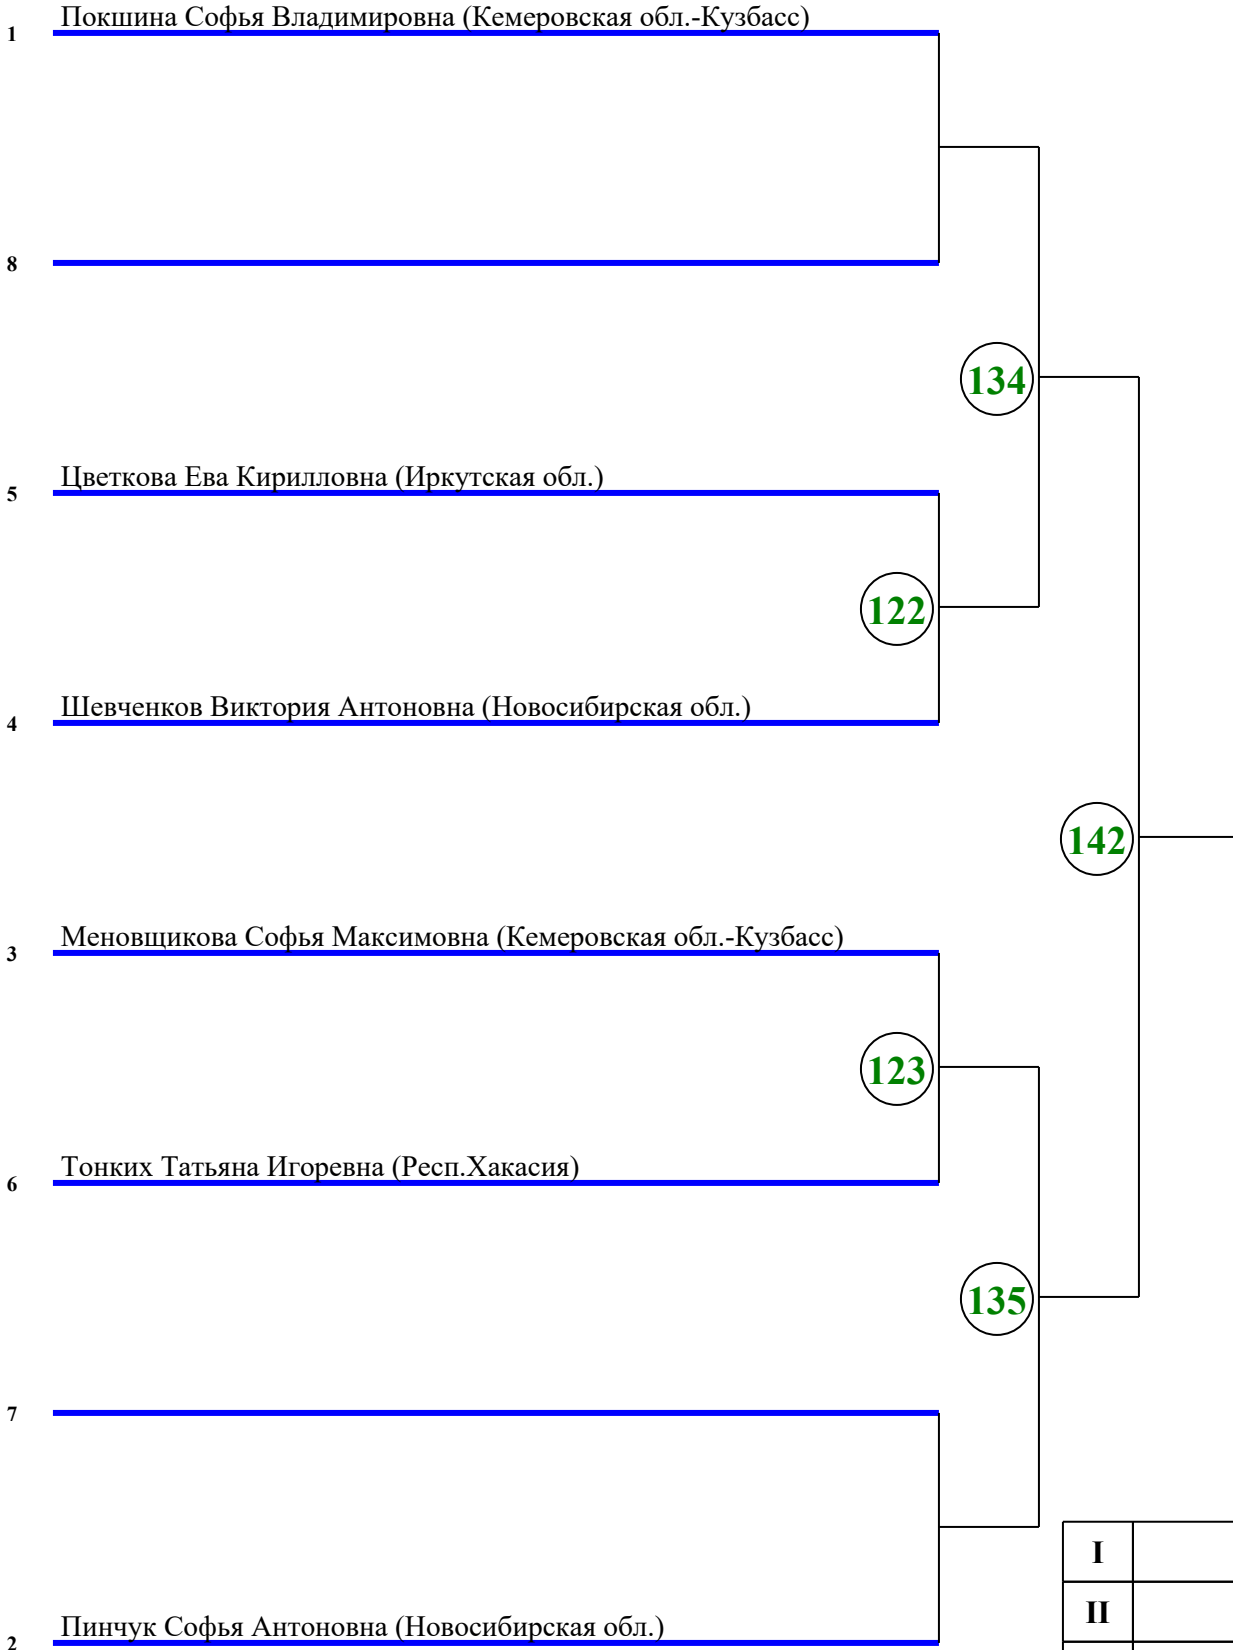 Покшина Софья Владимировна (Кемеровская обл.-Кузбасс)
1
8
134
Цветкова Ева Кирилловна (Иркутская обл.)
5
122
Шевченков Виктория Антоновна (Новосибирская обл.)
4
142
Меновщикова Софья Максимовна (Кемеровская обл.-Кузбасс)
3
123
Тонких Татьяна Игоревна (Респ.Хакасия)
6
135
7
I
II
Пинчук Софья Антоновна (Новосибирская обл.)
2